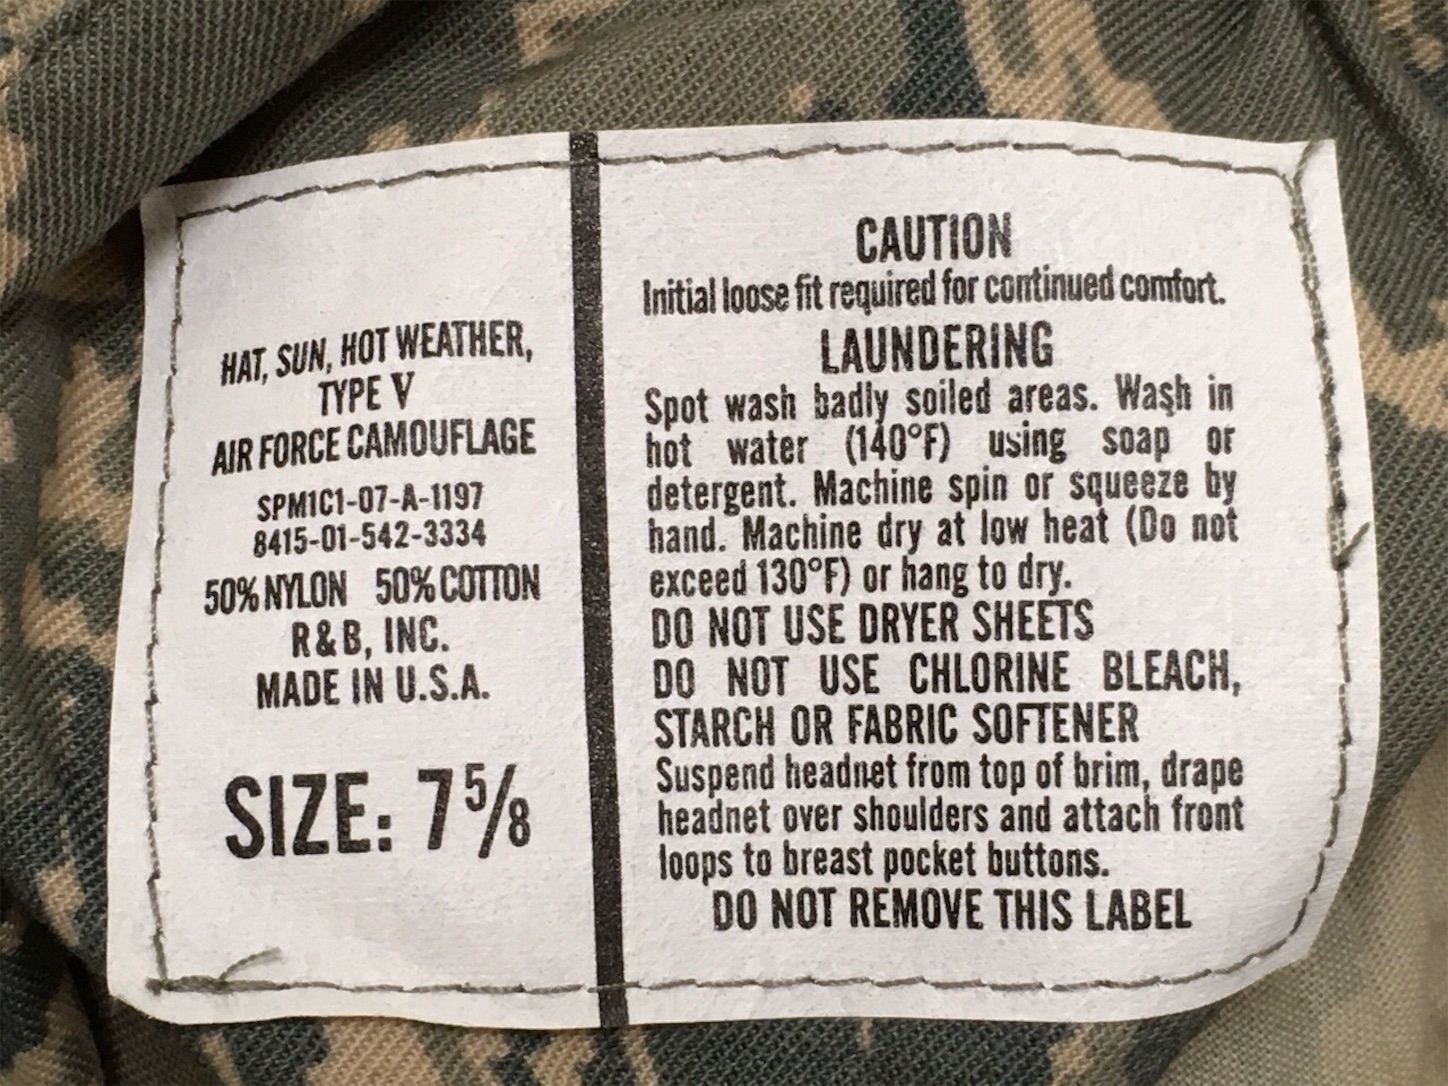 HAT, SUN, HOT WEATHER,
TYPE V
AIR FORCE CAMOUFLAGE
SPM1C1-07-A-1197
8415-01-542-3334
50% NYLON 50% COTTON
R & B, INC.
MADE IN U.S.A.
SIZE: 7 5/8
CAUTION
Initial loose fit required for continued comfort.
LAUNDERING
Spot wash badly soiled areas. Wash in
hot water (140°F) using soap or
detergent. Machine spin or squeeze by
hand. Machine dry at low heat (Do not
exceed 130°F) or hang to dry.
DO NOT USE DRYER SHEETS
DO NOT USE CHLORINE BLEACH,
STARCH OR FABRIC SOFTENER
Suspend headnet from top of brim, drape
headnet over shoulders and attach front
loops to breast pocket buttons.
DO NOT REMOVE THIS LABEL